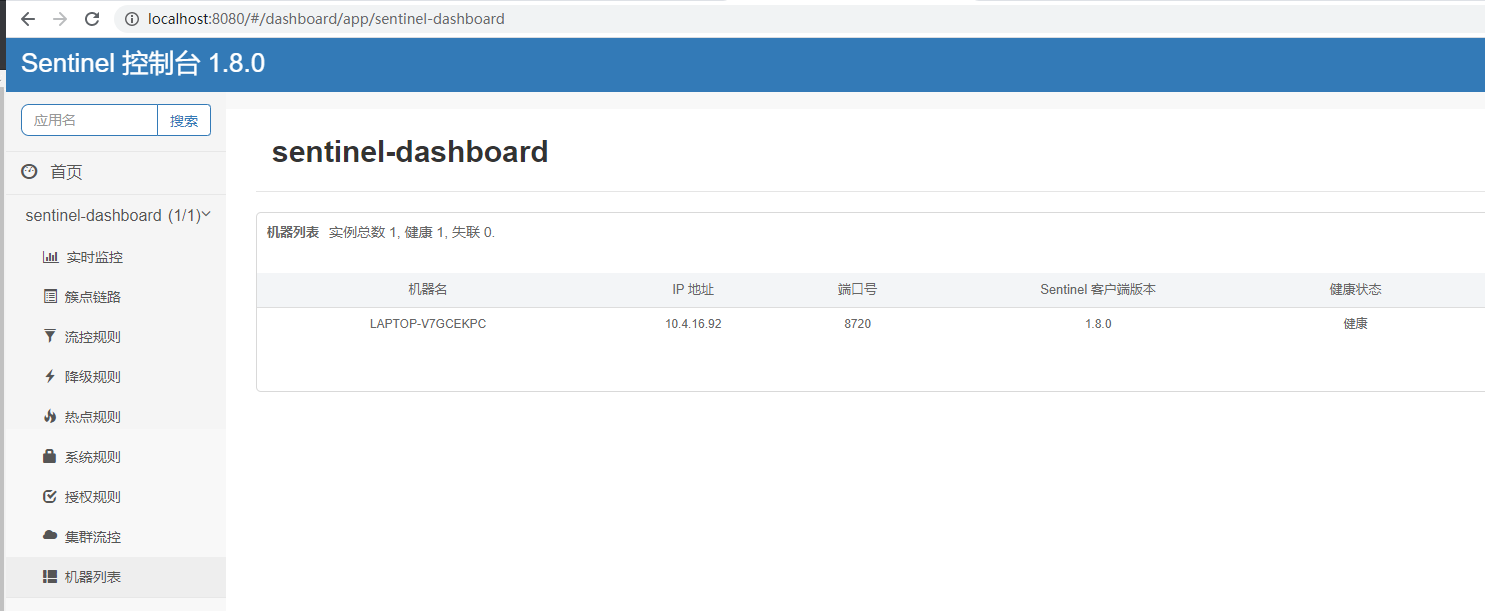 localhost:8080/#/dashboard/app/sentinel-dashboard
Sentinel 控制台 1.8.0
应用名 搜索
首页
sentinel-dashboard (1/1)
实时监控
簇点链路
流控规则
降级规则
热点规则
系统规则
授权规则
集群流控
机器列表
sentinel-dashboard
机器列表 实例总数 1, 健康 1, 失联 0.
机器名 IP 地址 端口号 Sentinel 客户端版本 健康状态
LAPTOP-V7GCEKPC 10.4.16.92 8720 1.8.0 健康